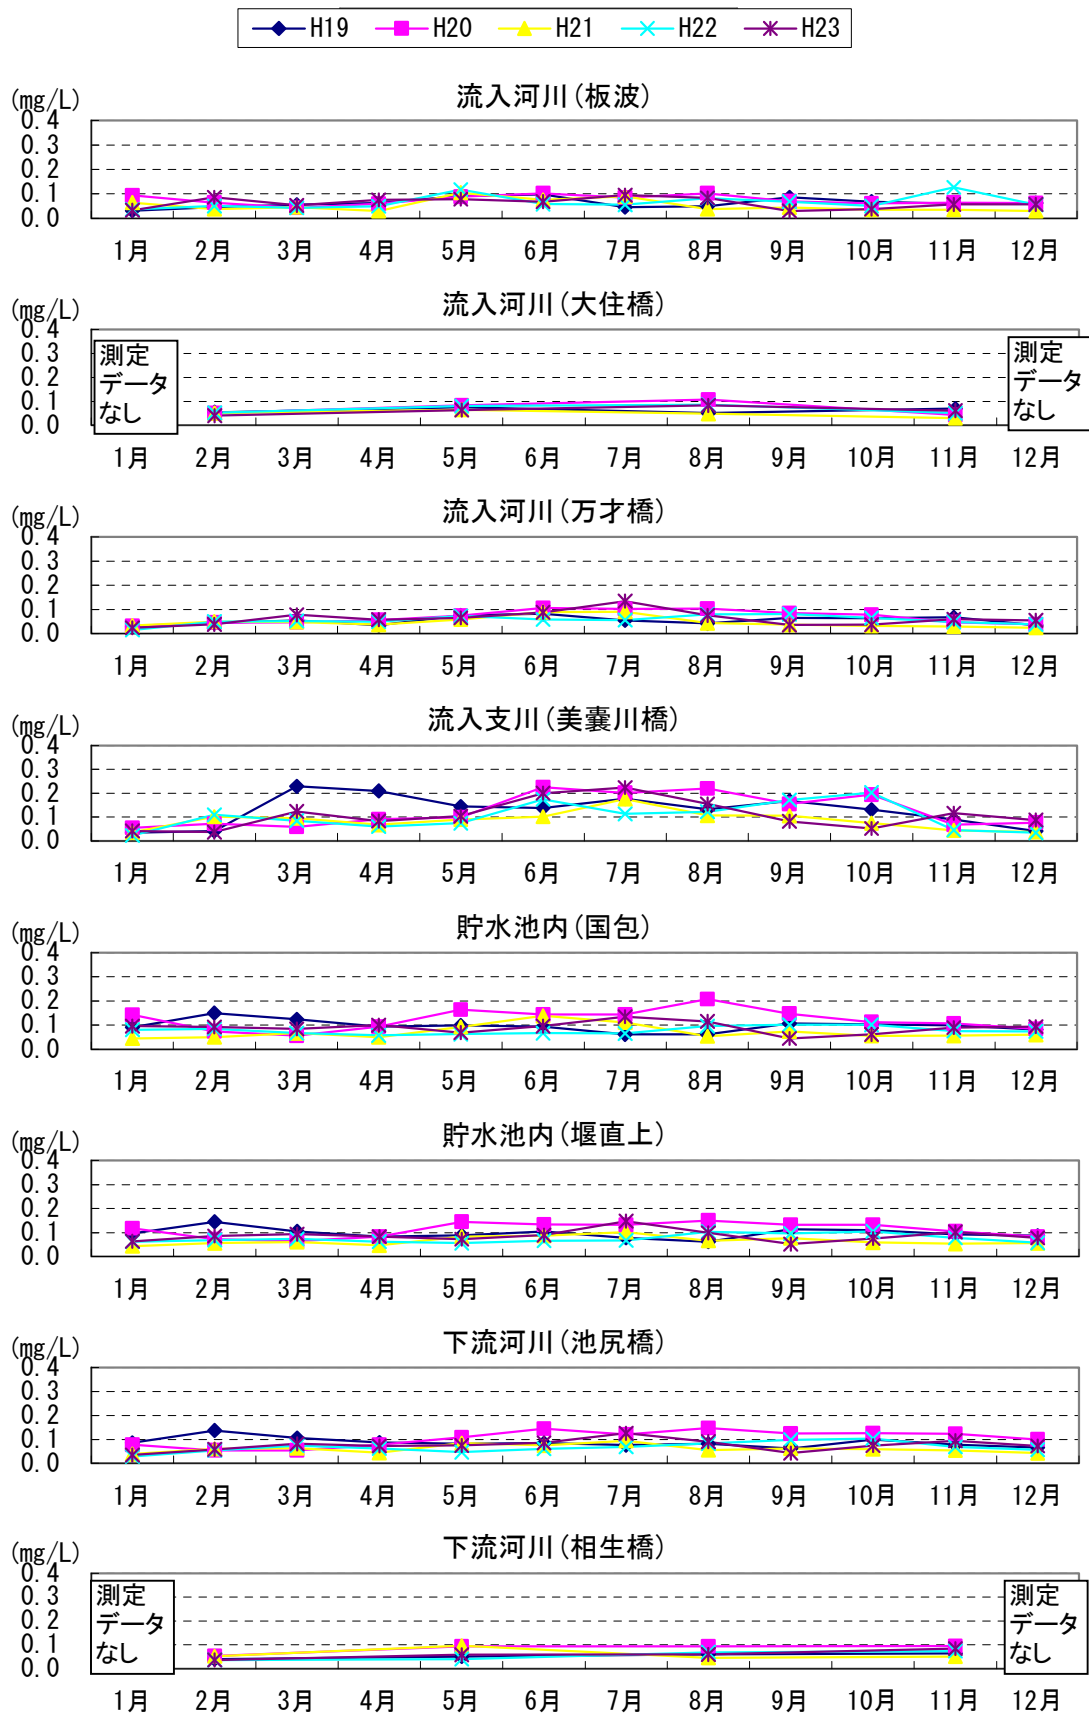 H19 H20 H21 H22 H23
流入河川(板波)
(mg/L)
0.4
0.3
0.2
0.1
0.0
1月 2月 3月 4月 5月 6月 7月 8月 9月 10月 11月 12月
流入河川(大住橋)
(mg/L)
0.4
0.3
0.2
0.1
0.0
測定
データ
なし
測定
データ
なし
1月 2月 3月 4月 5月 6月 7月 8月 9月 10月 11月 12月
流入河川(万才橋)
(mg/L)
0.4
0.3
0.2
0.1
0.0
1月 2月 3月 4月 5月 6月 7月 8月 9月 10月 11月 12月
流入支川(美嚢川橋)
(mg/L)
0.4
0.3
0.2
0.1
0.0
1月 2月 3月 4月 5月 6月 7月 8月 9月 10月 11月 12月
貯水池内(国包)
(mg/L)
0.4
0.3
0.2
0.1
0.0
1月 2月 3月 4月 5月 6月 7月 8月 9月 10月 11月 12月
貯水池内(堰直上)
(mg/L)
0.4
0.3
0.2
0.1
0.0
1月 2月 3月 4月 5月 6月 7月 8月 9月 10月 11月 12月
下流河川(池尻橋)
(mg/L)
0.4
0.3
0.2
0.1
0.0
1月 2月 3月 4月 5月 6月 7月 8月 9月 10月 11月 12月
下流河川(相生橋)
(mg/L)
0.4
0.3
0.2
0.1
0.0
測定
データ
なし
測定
データ
なし
1月 2月 3月 4月 5月 6月 7月 8月 9月 10月 11月 12月